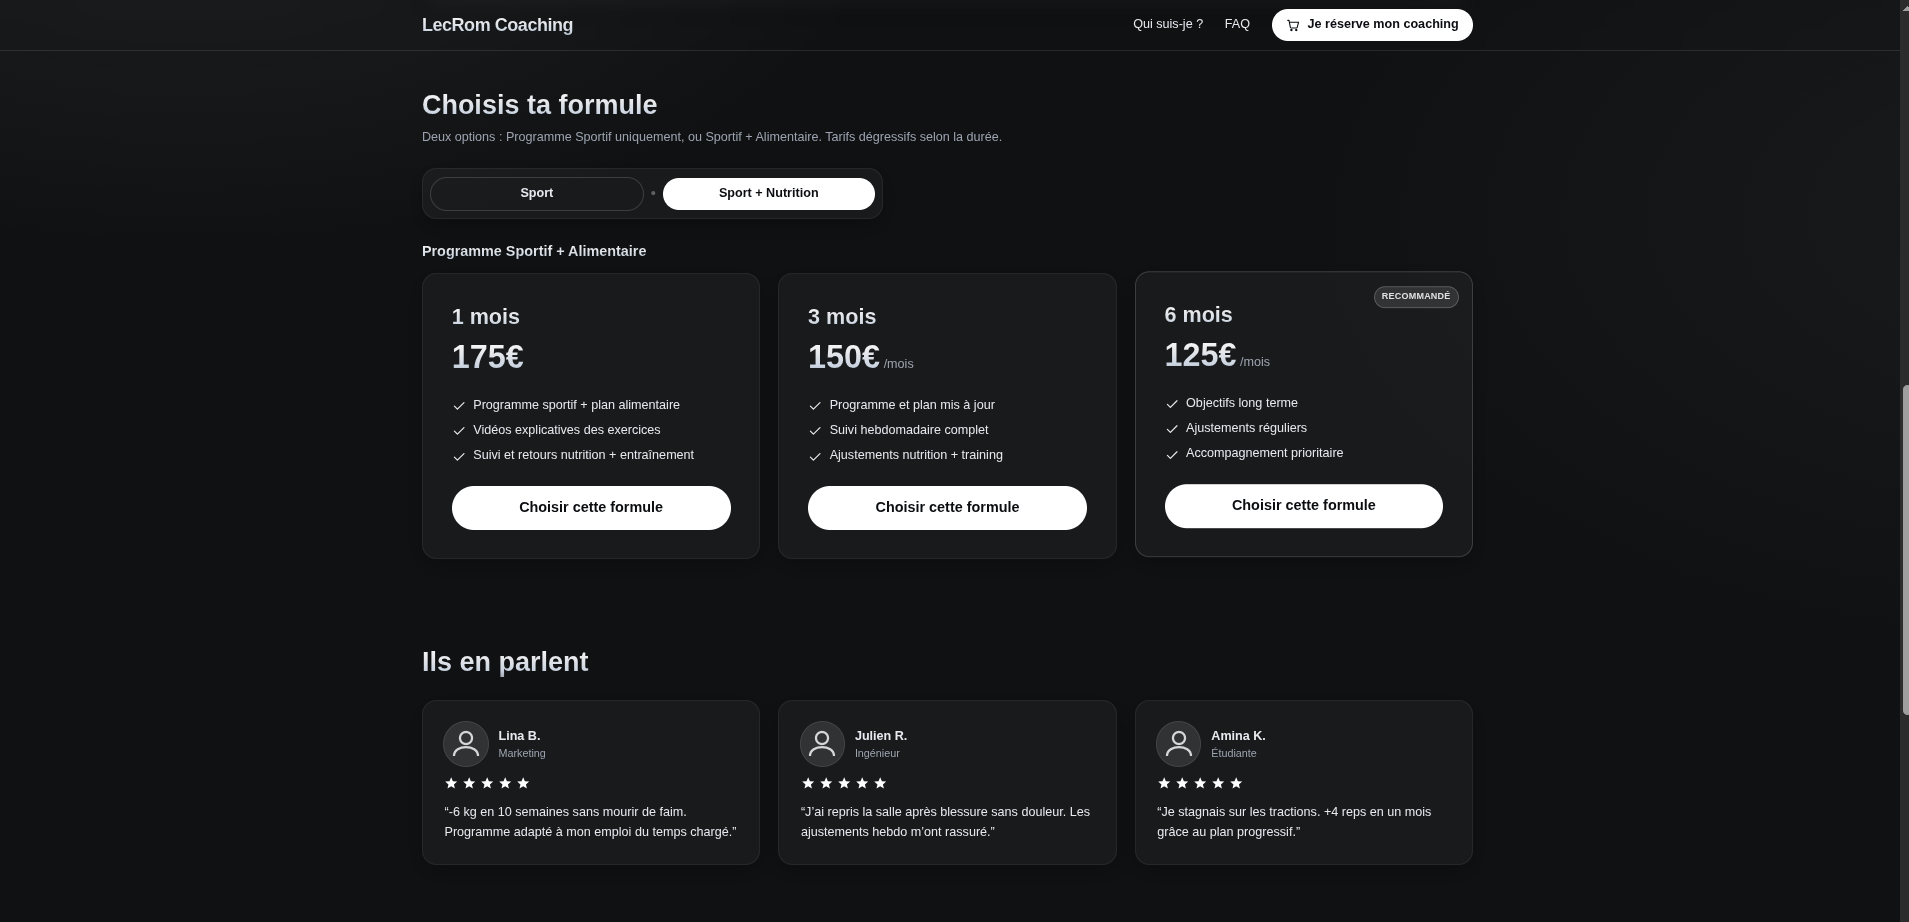 LecRom Coaching
Qui suis-je ?
FAQ
Je réserve mon coaching
Choisis ta formule
Deux options : Programme Sportif uniquement, ou Sportif + Alimentaire. Tarifs dégressifs selon la durée.
Sport
Sport + Nutrition
Programme Sportif + Alimentaire
1 mois
175€
Programme sportif + plan alimentaire
Vidéos explicatives des exercices
Suivi et retours nutrition + entraînement
Choisir cette formule
3 mois
150€ /mois
Programme et plan mis à jour
Suivi hebdomadaire complet
Ajustements nutrition + training
Choisir cette formule
RECOMMANDÉ
6 mois
125€ /mois
Objectifs long terme
Ajustements réguliers
Accompagnement prioritaire
Choisir cette formule
Ils en parlent
Lina B.
Marketing
“-6 kg en 10 semaines sans mourir de faim.
Programme adapté à mon emploi du temps chargé.”
Julien R.
Ingénieur
“J’ai repris la salle après blessure sans douleur. Les
ajustements hebdo m’ont rassuré.”
Amina K.
Étudiante
“Je stagnais sur les tractions. +4 reps en un mois
grâce au plan progressif.”